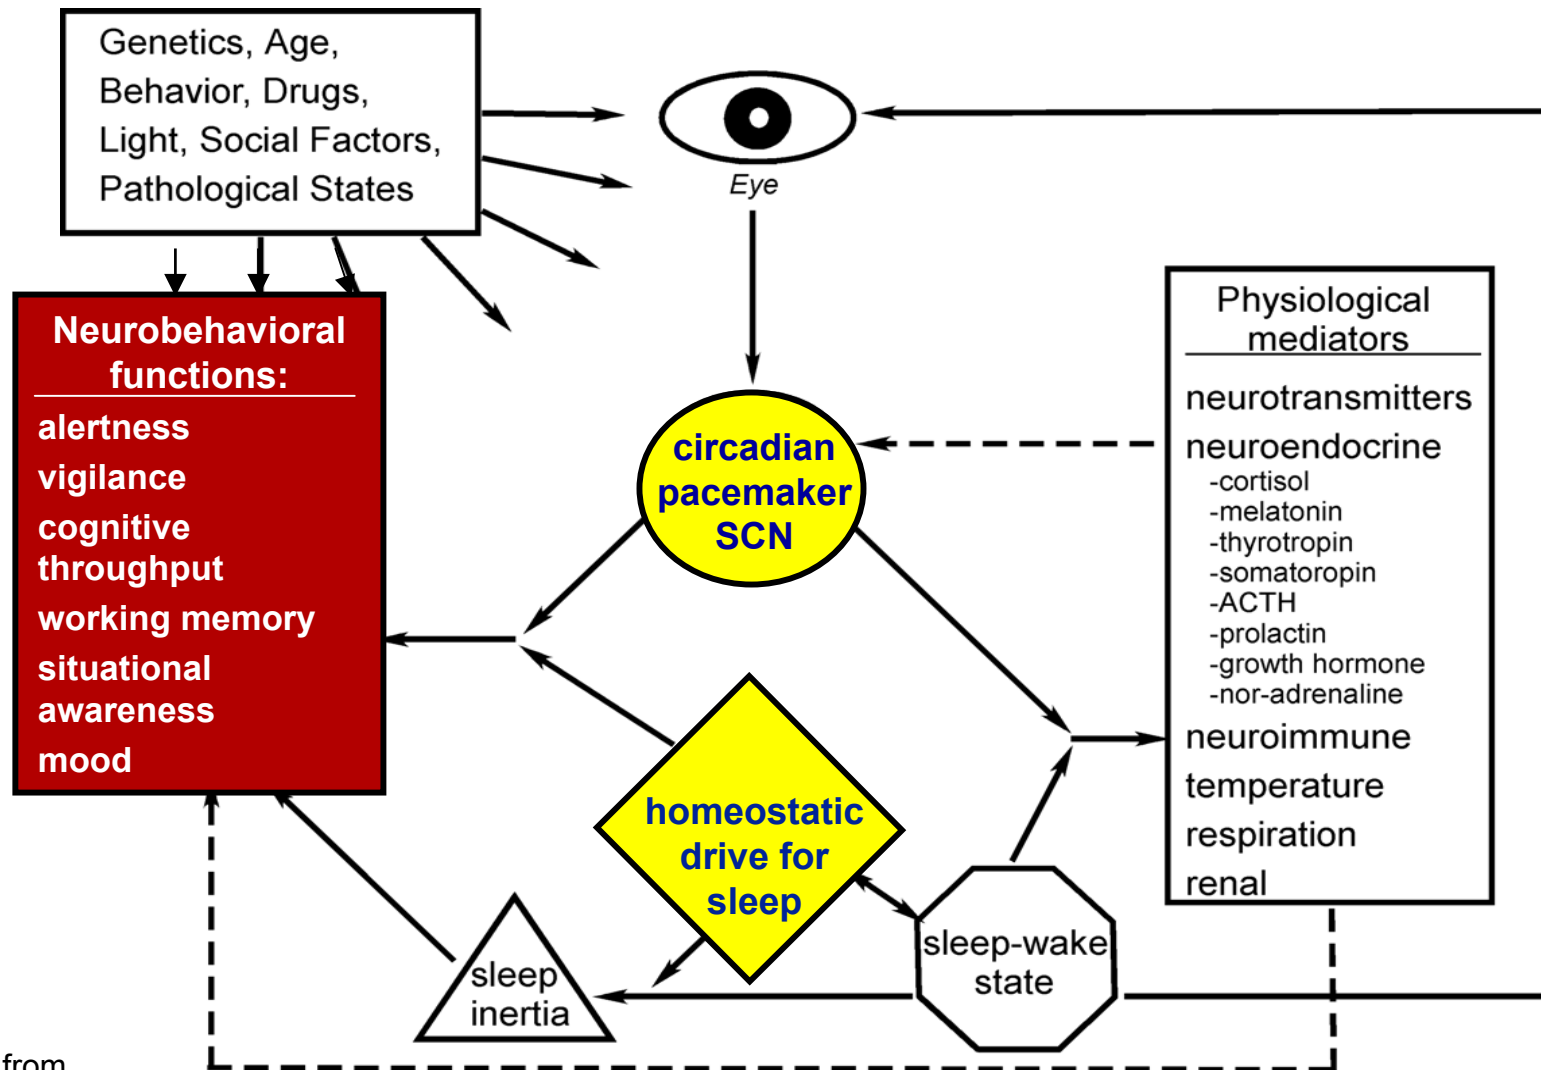 Genetics, Age,
Behavior, Drugs,
Light, Social Factors,
Pathological States
Eye
Neurobehavioral
functions:
alertness
vigilance
cognitive
throughput
working memory
situational
awareness
mood
circadian
pacemaker
SCN
Physiological
mediators
neurotransmitters
neuroendocrine
-cortisol
-melatonin
-thyrotropin
-somatoropin
-ACTH
-prolactin
-growth hormone
-nor-adrenaline
neuroimmune
temperature
respiration
renal
homeostatic
drive for
sleep
sleep-wake
state
sleep
inertia
from